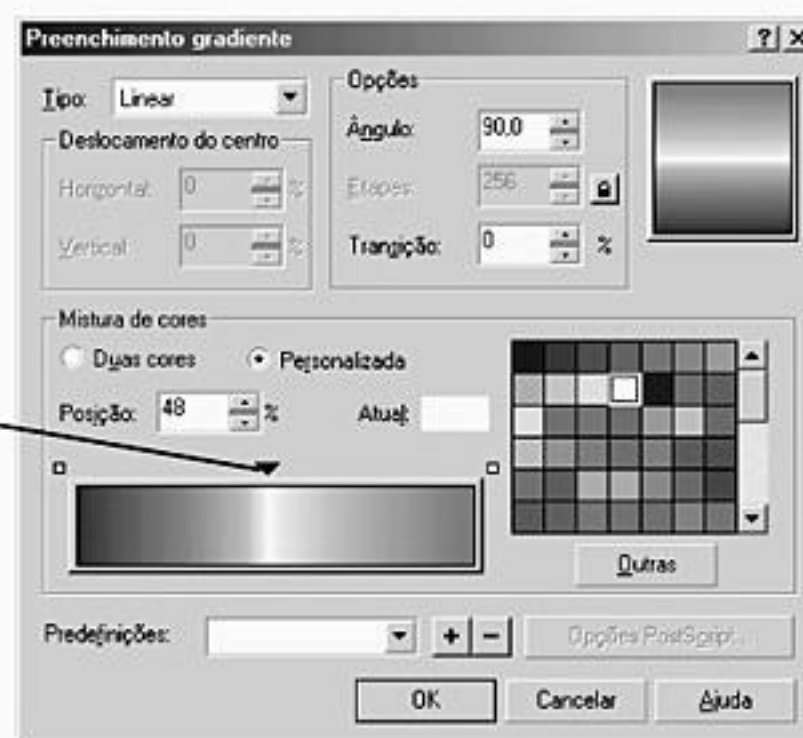 Preenchimento gradiente
Tipo: Linear
Opções
Ângulo: 90,0
Deslocamento do centro
Horizontal: 0 %
Etapas: 256
Vertical: 0 %
Transição: 0 %
Mistura de cores
Duas cores Personalizada
Posição: 48 % Atual:
Outras
Predefinições: + − Opções PostScript...
OK Cancelar Ajuda